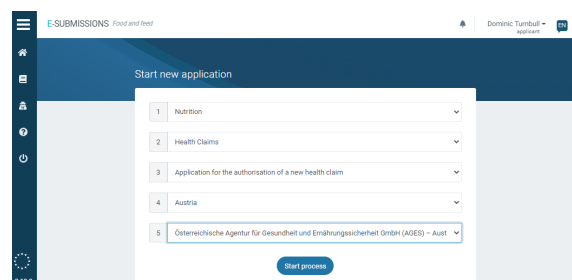 E-SUBMISSIONS Food and feed
Dominic Turnbull
applicant
EN
Start new application
1 Nutrition
2 Health Claims
3 Application for the authorisation of a new health claim
4 Austria
5 Österreichische Agentur für Gesundheit und Ernährungssicherheit GmbH (AGES) – Aust
Start process